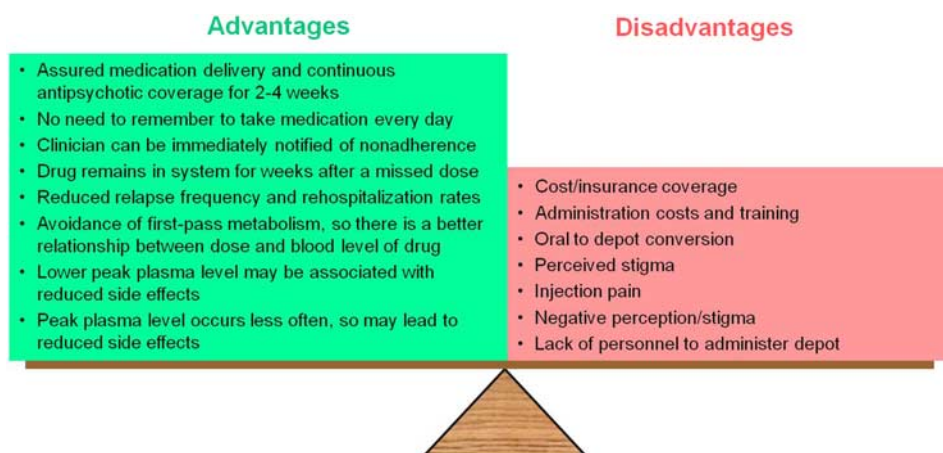 Advantages
• Assured medication delivery and continuous
antipsychotic coverage for 2-4 weeks
• No need to remember to take medication every day
• Clinician can be immediately notified of nonadherence
• Drug remains in system for weeks after a missed dose
• Reduced relapse frequency and rehospitalization rates
• Avoidance of first-pass metabolism, so there is a better
relationship between dose and blood level of drug
• Lower peak plasma level may be associated with
reduced side effects
• Peak plasma level occurs less often, so may lead to
reduced side effects
Disadvantages
• Cost/insurance coverage
• Administration costs and training
• Oral to depot conversion
• Perceived stigma
• Injection pain
• Negative perception/stigma
• Lack of personnel to administer depot